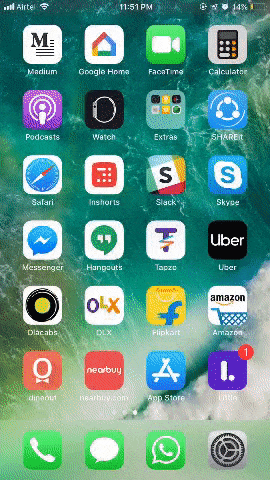 Airtel 11:51 PM 14%
Medium Google Home FaceTime Calculator
Podcasts Watch Extras SHAREit
Safari Inshorts Slack Skype
Messenger Hangouts Tapzo Uber
Olacabs OLX Flipkart Amazon
dineout nearbuy.com App Store Little
M
S
S
Uber
OLX
amazon
nearbuy
1